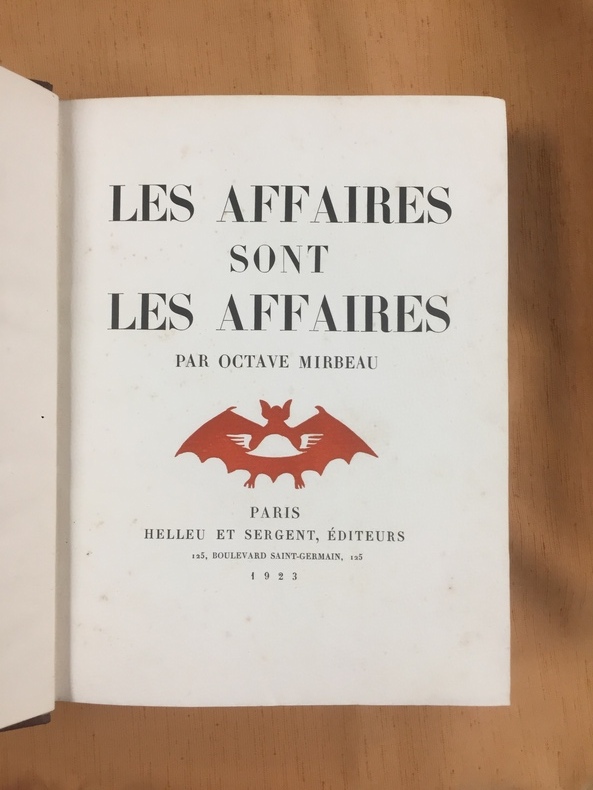 LES AFFAIRES
SONT
LES AFFAIRES
PAR OCTAVE MIRBEAU
PARIS
HELLEU ET SERGENT, ÉDITEURS
125, BOULEVARD SAINT-GERMAIN, 125
1923